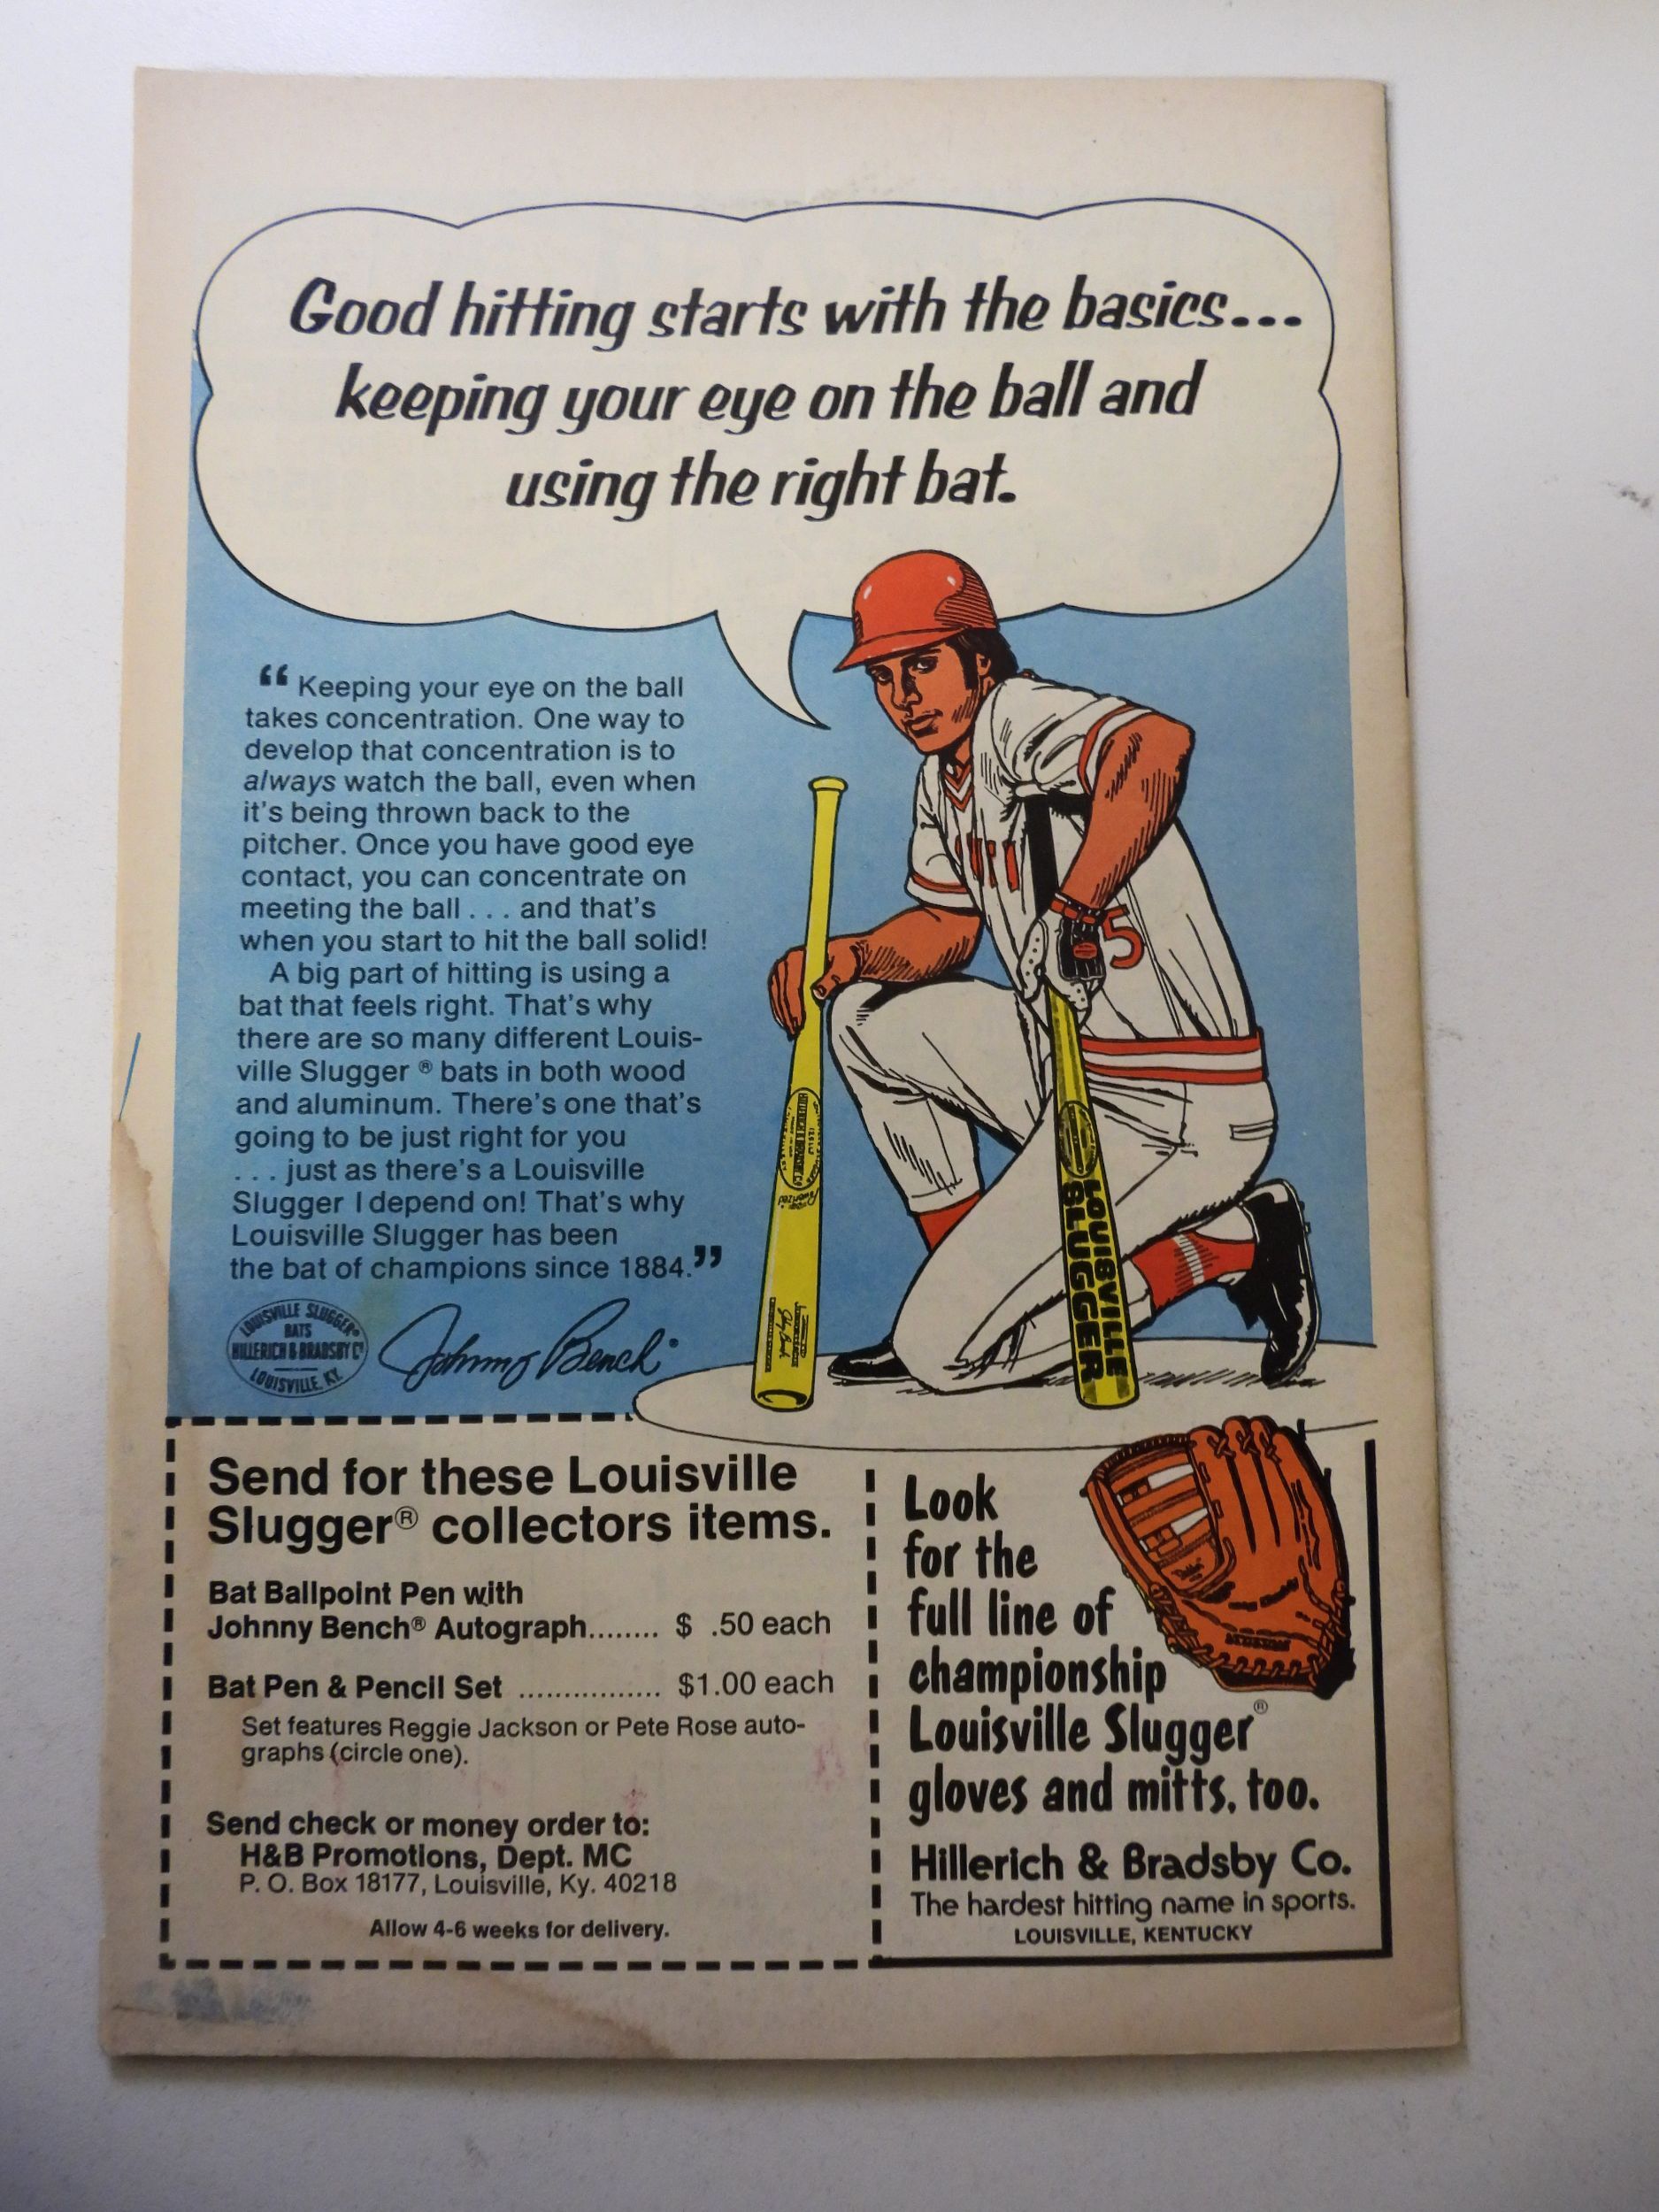 Good hitting starts with the basics...
keeping your eye on the ball and
using the right bat.
“ Keeping your eye on the ball
takes concentration. One way to
develop that concentration is to
always watch the ball, even when
it's being thrown back to the
pitcher. Once you have good eye
contact, you can concentrate on
meeting the ball . . . and that's
when you start to hit the ball solid!
A big part of hitting is using a
bat that feels right. That's why
there are so many different Louis-
ville Slugger ® bats in both wood
and aluminum. There's one that's
going to be just right for you
. . . just as there's a Louisville
Slugger I depend on! That's why
Louisville Slugger has been
the bat of champions since 1884.”
LOUISVILLE SLUGGER®
BATS
HILLERICH & BRADSBY Cº
LOUISVILLE, KY.
Johnny Bench
5
Powerized
LOUISVILLE
SLUGGER
Send for these Louisville
Slugger® collectors items.
Bat Ballpoint Pen with
Johnny Bench® Autograph........ $ .50 each
Bat Pen & Pencil Set ................ $1.00 each
Set features Reggie Jackson or Pete Rose auto-
graphs (circle one).
Send check or money order to:
H&B Promotions, Dept. MC
P. O. Box 18177, Louisville, Ky. 40218
Allow 4-6 weeks for delivery.
Look
for the
full line of
championship
Louisville Slugger®
gloves and mitts, too.
Hillerich & Bradsby Co.
The hardest hitting name in sports.
LOUISVILLE, KENTUCKY